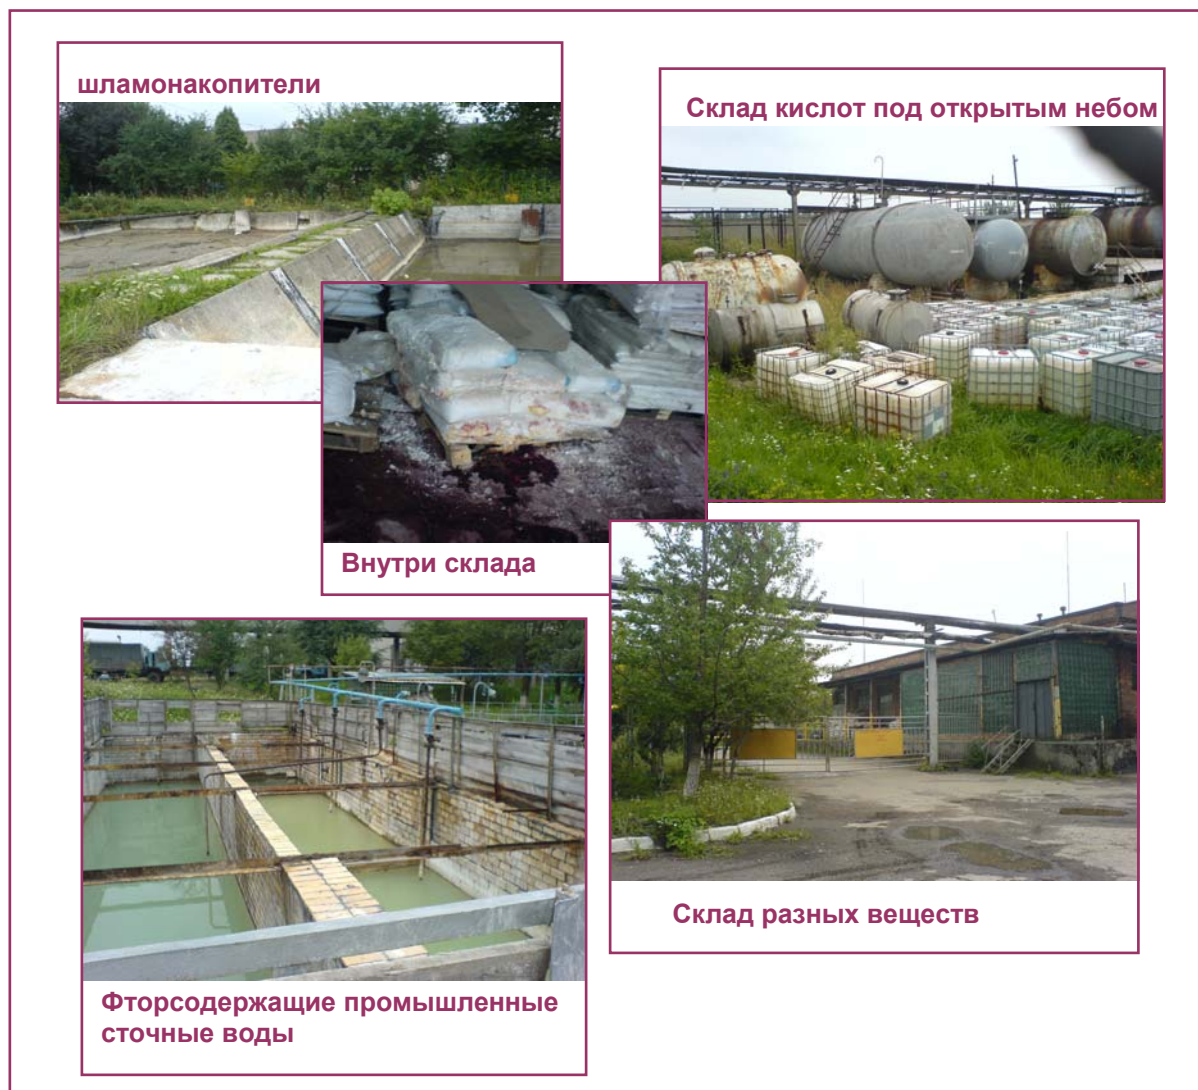 шламонакопители
Склад кислот под открытым небом
Внутри склада
Склад разных веществ
Фторсодержащие промышленные
сточные воды